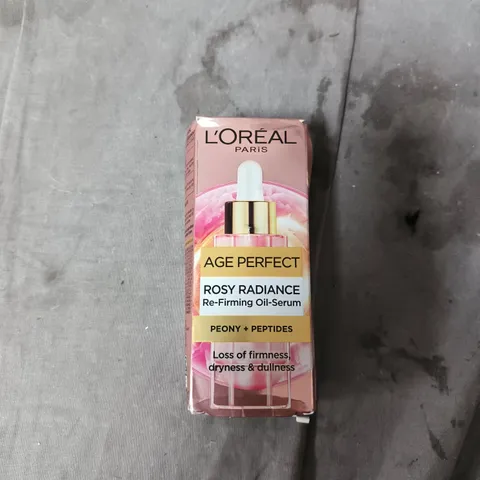 L'ORÉAL
PARIS
AGE PERFECT
ROSY RADIANCE
Re-Firming Oil-Serum
PEONY + PEPTIDES
Loss of firmness,
dryness & dullness